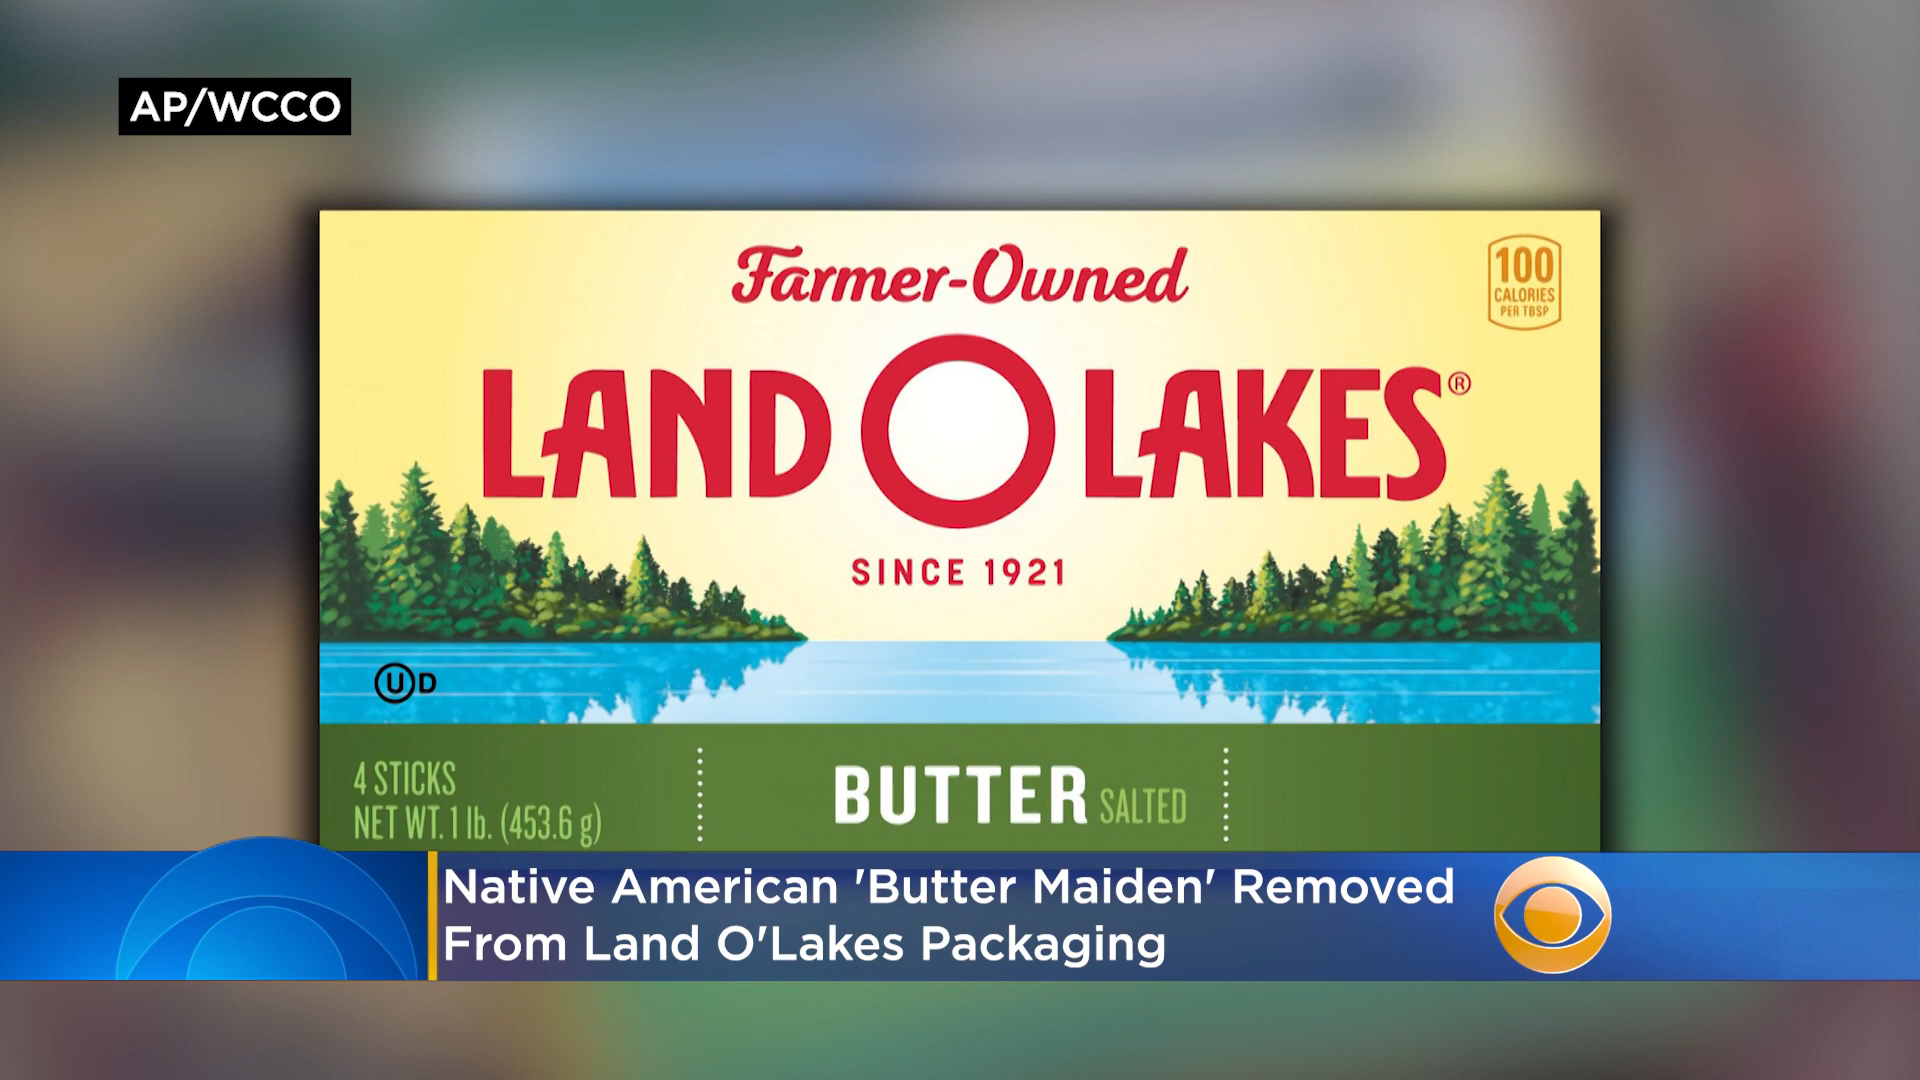 AP/WCCO
Farmer-Owned
LAND O LAKES®
100
CALORIES
PER TBSP
SINCE 1921
U D
4 STICKS
NET WT. 1 lb. (453.6 g)
BUTTER SALTED
Native American 'Butter Maiden' Removed
From Land O'Lakes Packaging